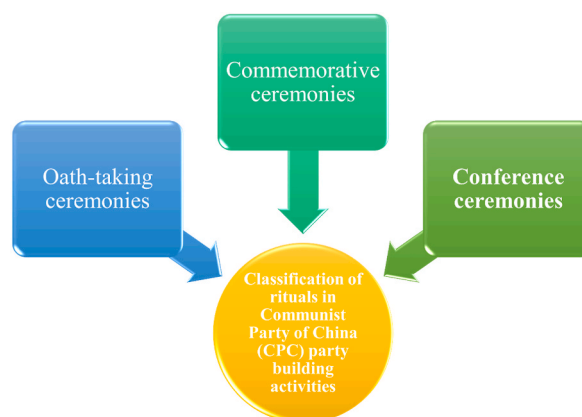 Commemorative
ceremonies
Oath-taking
ceremonies
Conference
ceremonies
Classification of
rituals in
Communist
Party of China
(CPC) party
building
activities